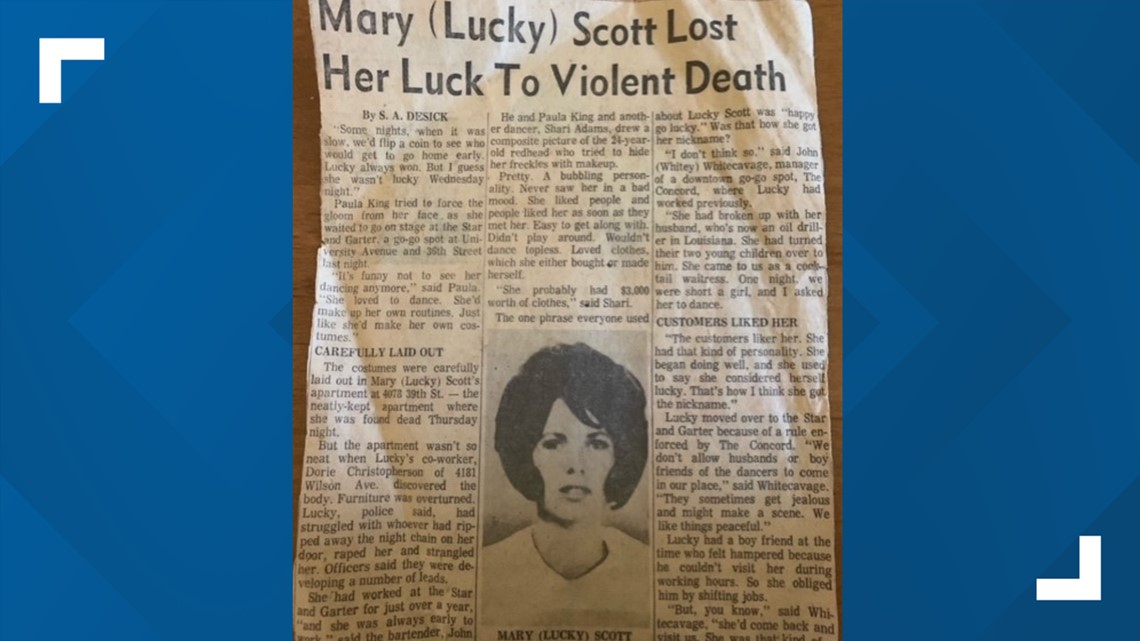 Mary (Lucky) Scott Lost
Her Luck To Violent Death
By S. A. DESICK
"Some nights, when it was
slow, we'd flip a coin to see who
would get to go home early.
Lucky always won. But I guess
she wasn't lucky Wednesday
night."
Paula King tried to force the
gloom from her face as she
waited to go on stage at the Star
and Garter, a go-go spot at Uni-
versity Avenue and 39th Street
last night.
"It's funny not to see her
dancing anymore," said Paula.
"She loved to dance. She'd
make up her own routines. Just
like she'd make her own cos-
tumes."
CAREFULLY LAID OUT
The costumes were carefully
laid out in Mary (Lucky) Scott's
apartment at 4078 39th St. — the
neatly-kept apartment where
she was found dead Thursday
night.
But the apartment wasn't so
neat when Lucky's co-worker,
Dorie Christopherson of 4181
Wilson Ave. discovered the
body. Furniture was overturned.
Lucky, police said, had
struggled with whoever had rip-
ped away the night chain on her
door, raped her and strangled
her. Officers said they were de-
veloping a number of leads.
She had worked at the Star
and Garter for just over a year,
"and she was always early to
work," said the bartender, John
He and Paula King and anoth-
er dancer, Shari Adams, drew a
composite picture of the 24-year-
old redhead who tried to hide
her freckles with makeup.
Pretty. A bubbling person-
ality. Never saw her in a bad
mood. She liked people and
people liked her as soon as they
met her. Easy to get along with.
Didn't play around. Wouldn't
dance topless. Loved clothes,
which she either bought or made
herself.
"She probably had $3,000
worth of clothes," said Shari.
The one phrase everyone used
MARY (LUCKY) SCOTT
about Lucky Scott was "happy
go lucky." Was that how she got
her nickname?
"I don't think so," said John
(Whitey) Whitecavage, manager
of a downtown go-go spot, The
Concord, where Lucky had
worked previously.
"She had broken up with her
husband, who's now an oil drill-
er in Louisiana. She had turned
their two young children over to
him. She came to us as a cock-
tail waitress. One night, we
were short a girl, and I asked
her to dance.
CUSTOMERS LIKED HER
"The customers liker her. She
had that kind of personality. She
began doing well, and she used
to say she considered herself
lucky. That's how I think she got
the nickname."
Lucky moved over to the Star
and Garter because of a rule en-
forced by The Concord. "We
don't allow husbands or boy
friends of the dancers to come
in our place," said Whitecavage.
"They sometimes get jealous
and might make a scene. We
like things peaceful."
Lucky had a boy friend at the
time who felt hampered because
he couldn't visit her during
working hours. So she obliged
him by shifting jobs.
"But, you know," said Whi-
tecavage, "she'd come back and
visit us. She was that kind of